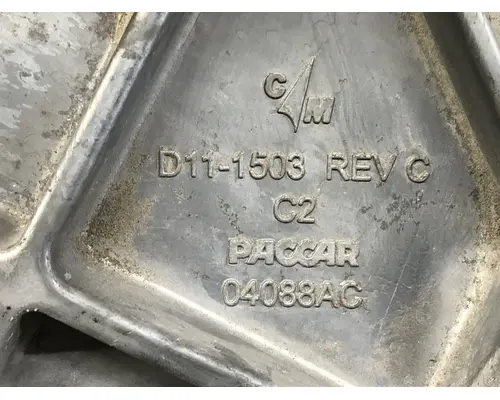 C M
D11-1503 REV C
C2
PACCAR
04088AC